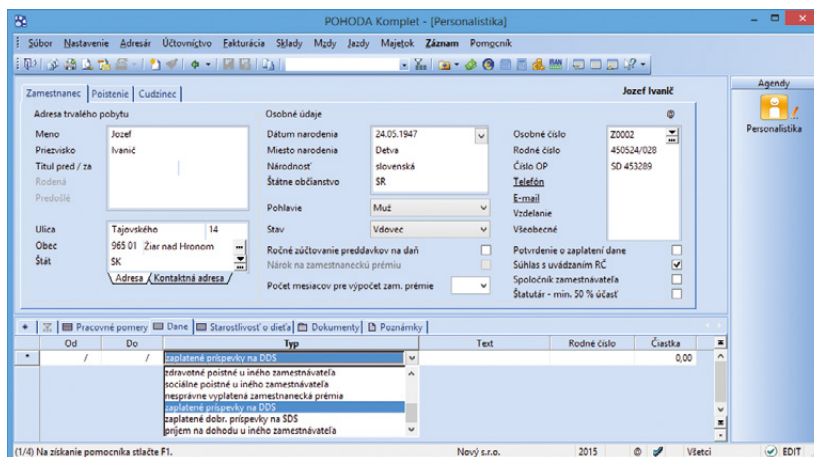 POHODA Komplet - [Personalistika]
Súbor Nastavenie Adresár Účtovníctvo Fakturácia Sklady Mzdy Jazdy Majetok Záznam Pomocník
Agendy
Personalistika
Zamestnanec Poistenie Cudzinec Jozef Ivanič
Adresa trvalého pobytu Osobné údaje @
Meno Jozef Dátum narodenia 24.05.1947 Osobné číslo Z0002
Priezvisko Ivanič Miesto narodenia Detva Rodné číslo 450524/028
Titul pred / za Národnosť slovenská Číslo OP SD 453289
Rodená Štátne občianstvo SR Telefón
Predošlé E-mail
Pohlavie Muž Vzdelanie
Ulica Tajovského 14 Stav Vdovec Všeobecné
Obec 965 01 Žiar nad Hronom Ročné zúčtovanie preddavkov na daň Potvrdenie o zaplatení dane
Štát SK Nárok na zamestnaneckú prémiu Súhlas s uvádzaním RČ
Adresa Kontaktná adresa Počet mesiacov pre výpočet zam. prémie Spoločník zamestnávateľa
Štatutár - min. 50 % účasť
Pracovné pomery Dane Starostlivosť o dieťa Dokumenty Poznámky
Od Do Typ Text Rodné číslo Čiastka
* / / zaplatené príspevky na DDS 0,00
zdravotné poistné u iného zamestnávateľa
sociálne poistné u iného zamestnávateľa
nesprávne vyplatená zamestnanecká prémia
zaplatené príspevky na DDS
zaplatené dobr. príspevky na SDS
príjem na dohodu u iného zamestnávateľa
(1/4) Na získanie pomocníka stlačte F1. Nový s.r.o. 2015 @ Všetci EDIT